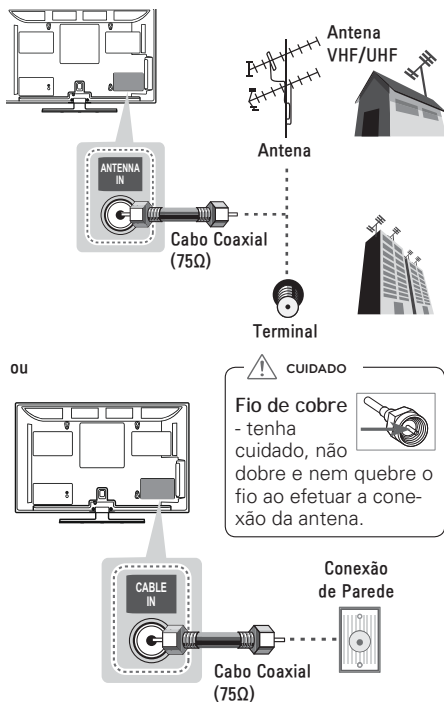 Antena
VHF/UHF
ANTENNA
IN
Antena
Cabo Coaxial
(75Ω)
Terminal
ou
CUIDADO
Fio de cobre
- tenha
cuidado, não
dobre e nem quebre o
fio ao efetuar a cone-
xão da antena.
CABLE
IN
Conexão
de Parede
Cabo Coaxial
(75Ω)